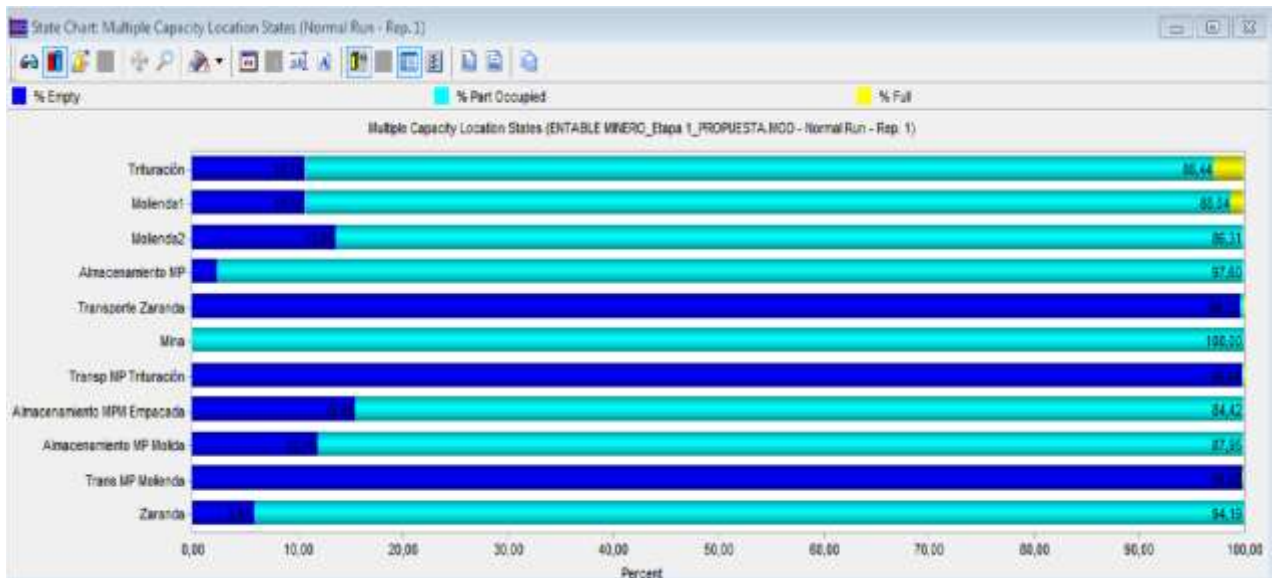 State Chart: Multiple Capacity Location States (Normal Run - Rep. 1)
% Empty % Part Occupied % Full
Multiple Capacity Location States (ENTABLE MINERO_Etapa 1_PROPUESTA.MOD - Normal Run - Rep. 1)
Trituración
Molienda1
Molienda2 86,31
Almacenamiento MP 97,60
Transporte Zaranda
Mina 100,00
Transp MP Trituración
Almacenamiento MPM Empacada 84,42
Almacenamiento MP Molida 87,95
Trans MP Molienda
Zaranda 94,19
0,00 10,00 20,00 30,00 40,00 50,00 60,00 70,00 80,00 90,00 100,00
Percent